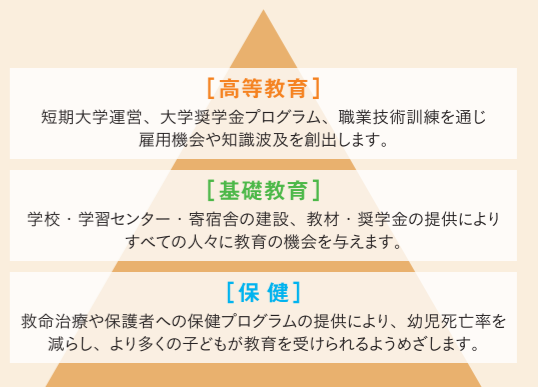 [高等教育]
短期大学運営、大学奨学金プログラム、職業技術訓練を通じ
雇用機会や知識波及を創出します。
[基礎教育]
学校・学習センター・寄宿舎の建設、教材・奨学金の提供により
すべての人々に教育の機会を与えます。
[保 健]
救命治療や保護者への保健プログラムの提供により、幼児死亡率を
減らし、より多くの子どもが教育を受けられるようめざします。